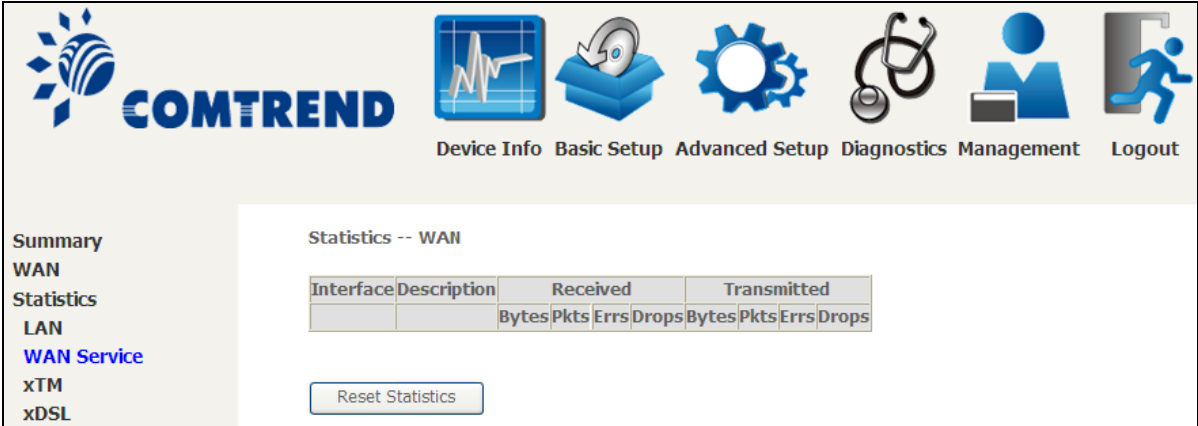 COMTREND
Device Info Basic Setup Advanced Setup Diagnostics Management Logout
Summary
WAN
Statistics
LAN
WAN Service
xTM
xDSL
Statistics -- WAN
Interface Description Received Transmitted
Bytes Pkts Errs Drops Bytes Pkts Errs Drops
Reset Statistics